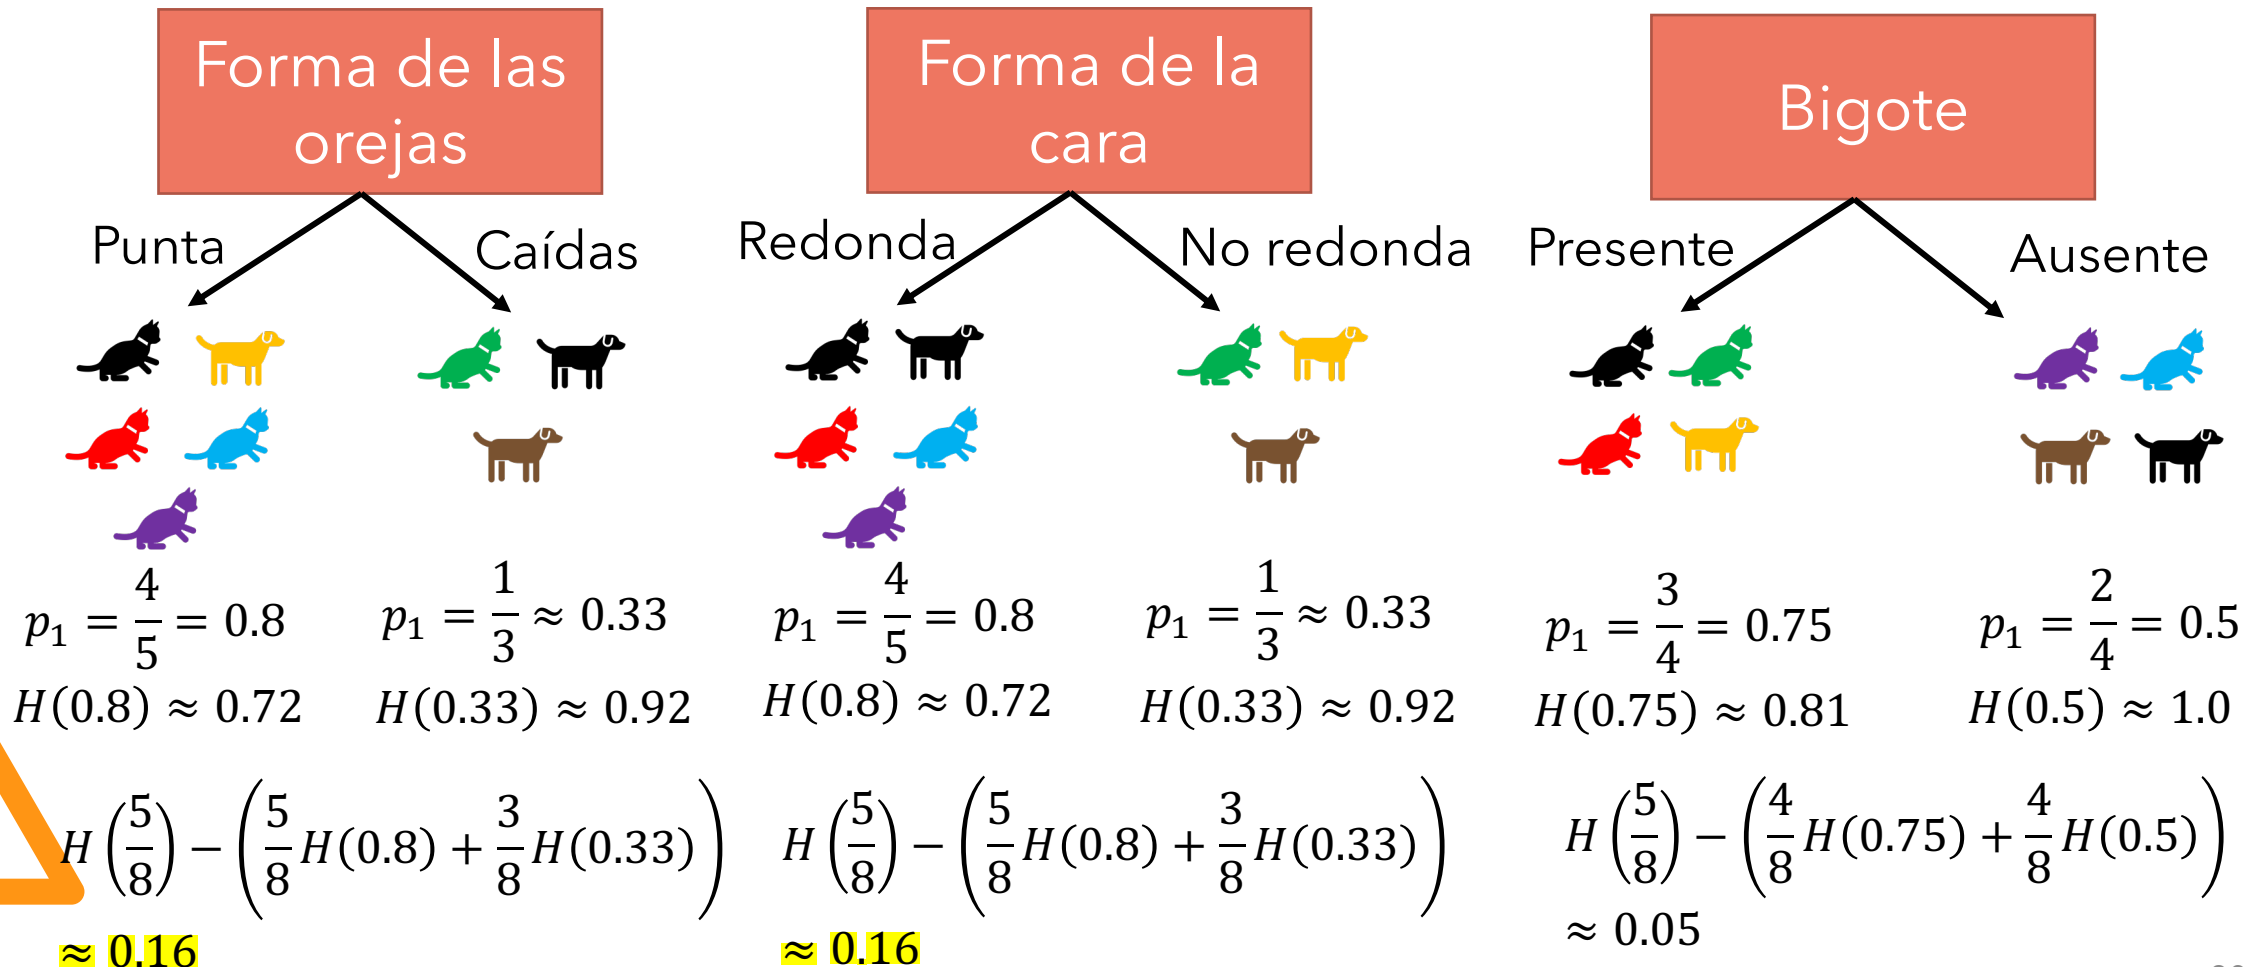 Forma de las
orejas
Punta
Caídas
p₁ = 4/5 = 0.8
p₁ = 1/3 ≈ 0.33
H(0.8) ≈ 0.72
H(0.33) ≈ 0.92
H(5/8) − (5/8 H(0.8) + 3/8 H(0.33))
≈ 0.16
Forma de la
cara
Redonda
No redonda
p₁ = 4/5 = 0.8
p₁ = 1/3 ≈ 0.33
H(0.8) ≈ 0.72
H(0.33) ≈ 0.92
H(5/8) − (5/8 H(0.8) + 3/8 H(0.33))
≈ 0.16
Bigote
Presente
Ausente
p₁ = 3/4 = 0.75
p₁ = 2/4 = 0.5
H(0.75) ≈ 0.81
H(0.5) ≈ 1.0
H(5/8) − (4/8 H(0.75) + 4/8 H(0.5))
≈ 0.05